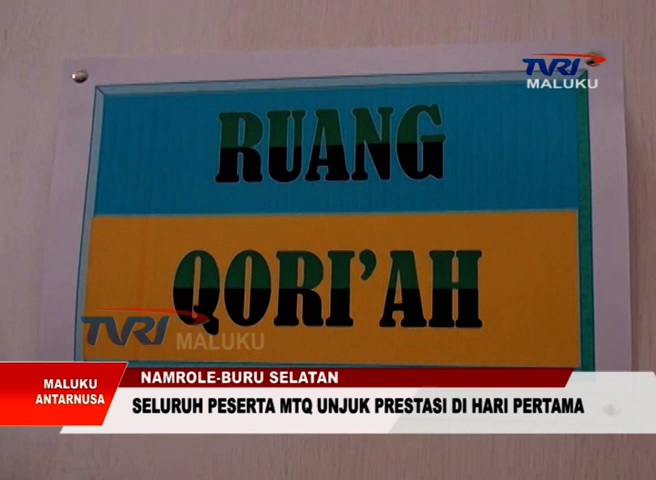 TVRI
MALUKU
RUANG
QORI'AH
TVRI
MALUKU
MALUKU
ANTARNUSA
NAMROLE-BURU SELATAN
SELURUH PESERTA MTQ UNJUK PRESTASI DI HARI PERTAMA